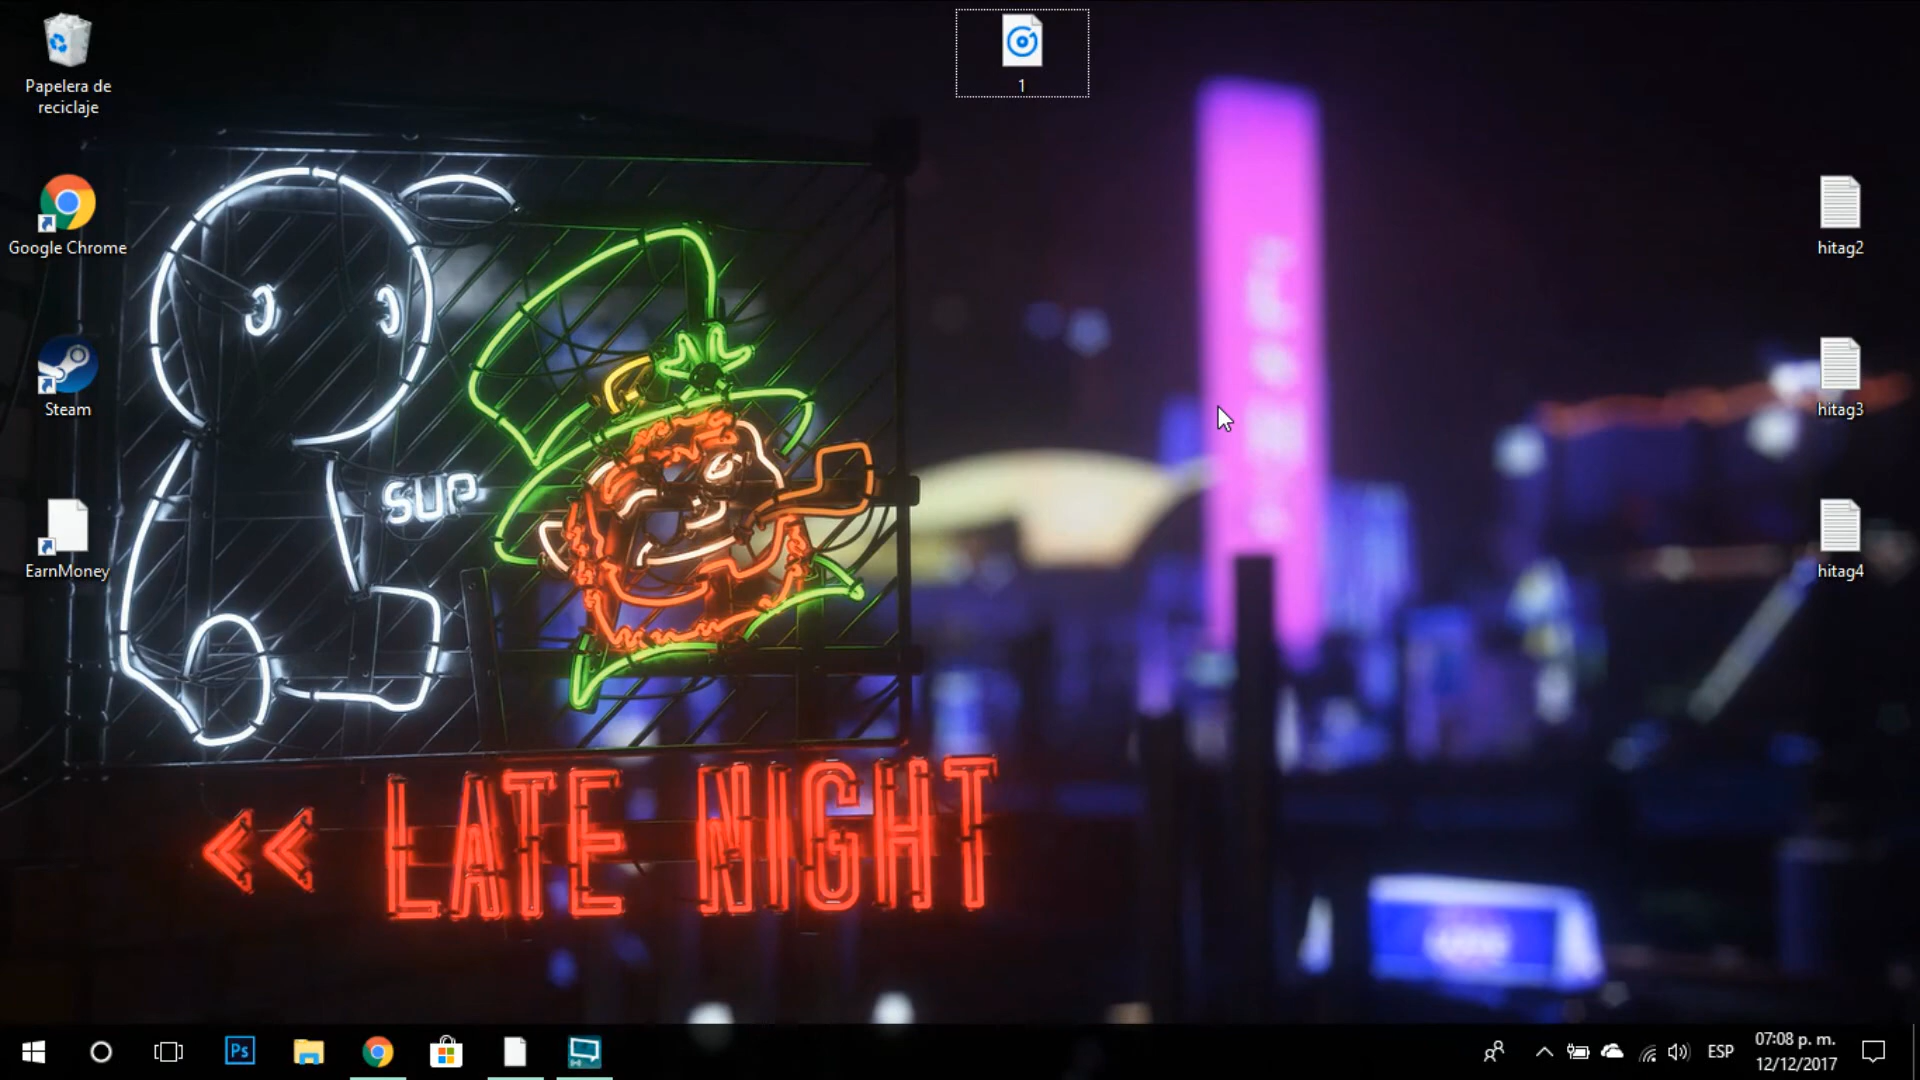 Papelera de
reciclaje
1
Google Chrome
hitag2
Steam
hitag3
SUP
EarnMoney
hitag4
<< LATE NIGHT
Ps
ESP
07:08 p. m.
12/12/2017